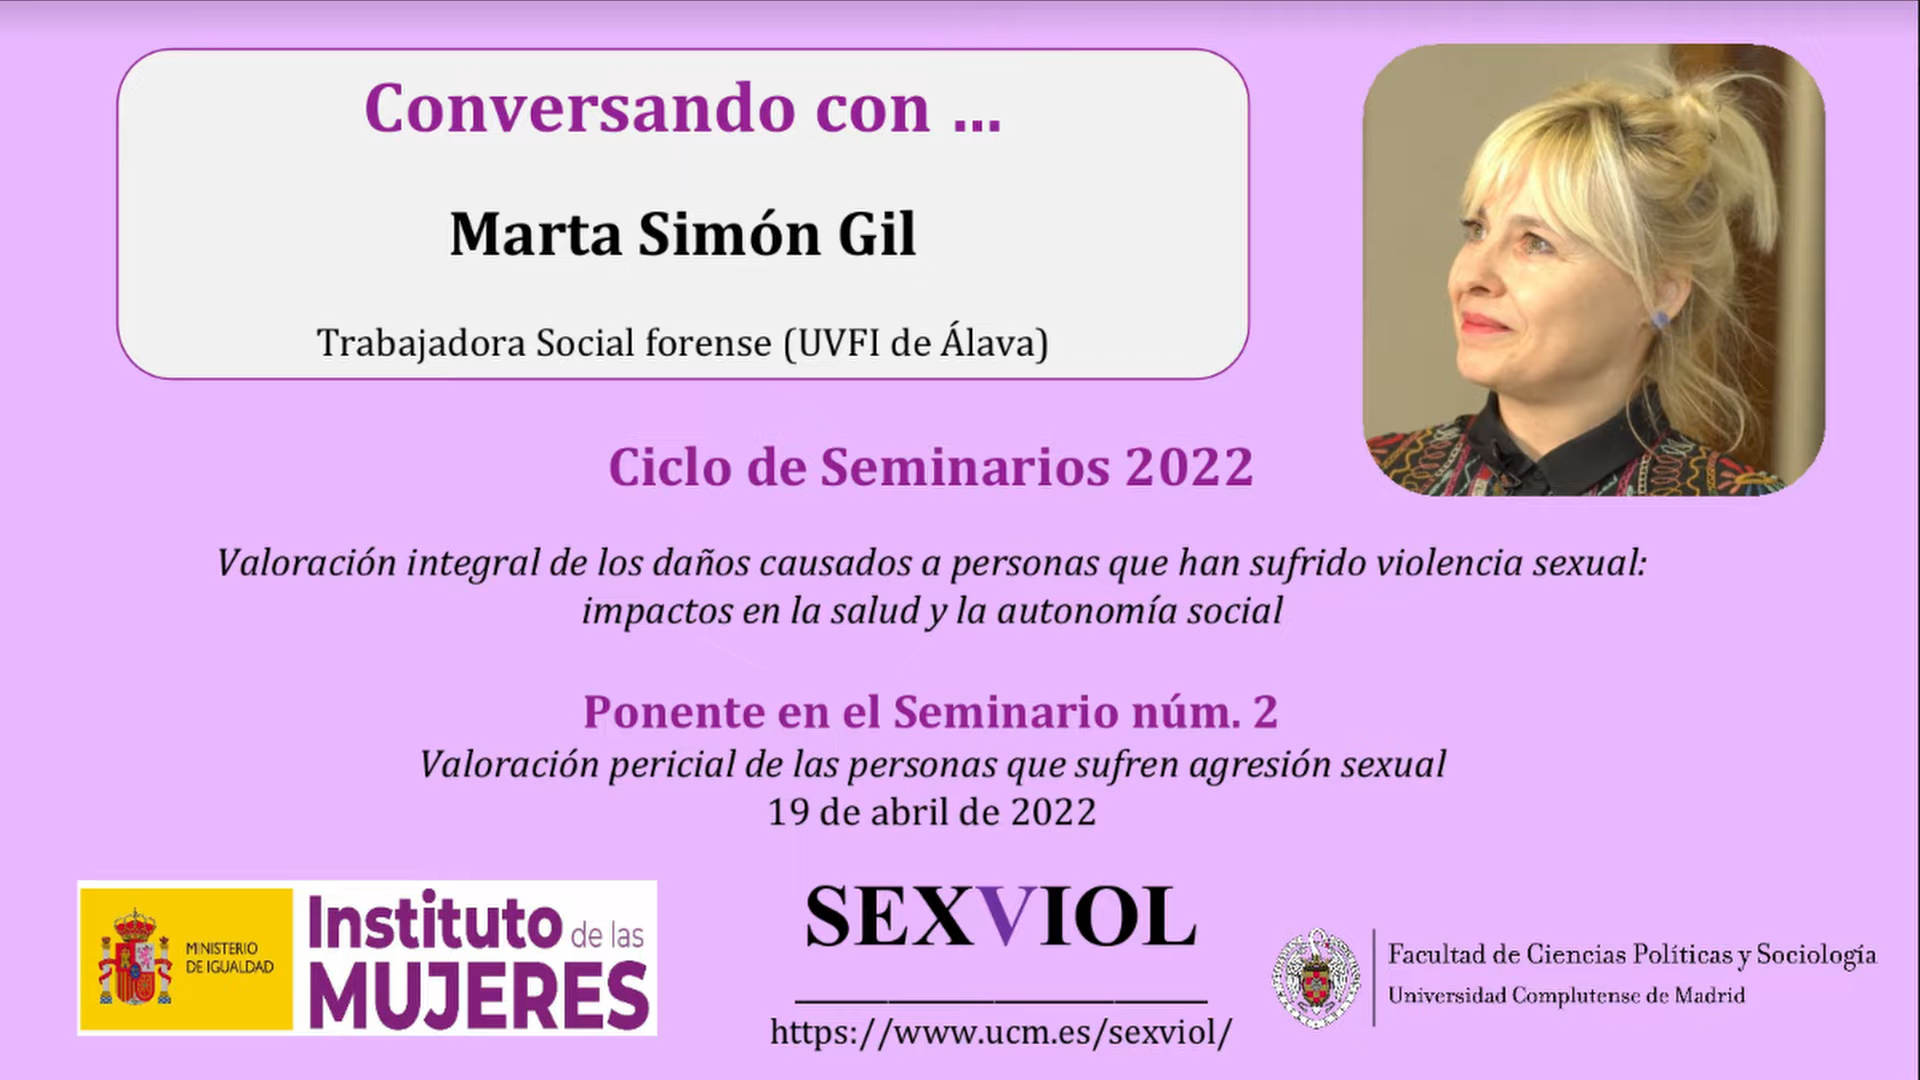 Conversando con ...
Marta Simón Gil
Trabajadora Social forense (UVFI de Álava)
Ciclo de Seminarios 2022
Valoración integral de los daños causados a personas que han sufrido violencia sexual:
impactos en la salud y la autonomía social
Ponente en el Seminario núm. 2
Valoración pericial de las personas que sufren agresión sexual
19 de abril de 2022
MINISTERIO
DE IGUALDAD
Instituto de las
MUJERES
SEXVIOL
https://www.ucm.es/sexviol/
Facultad de Ciencias Políticas y Sociología
Universidad Complutense de Madrid